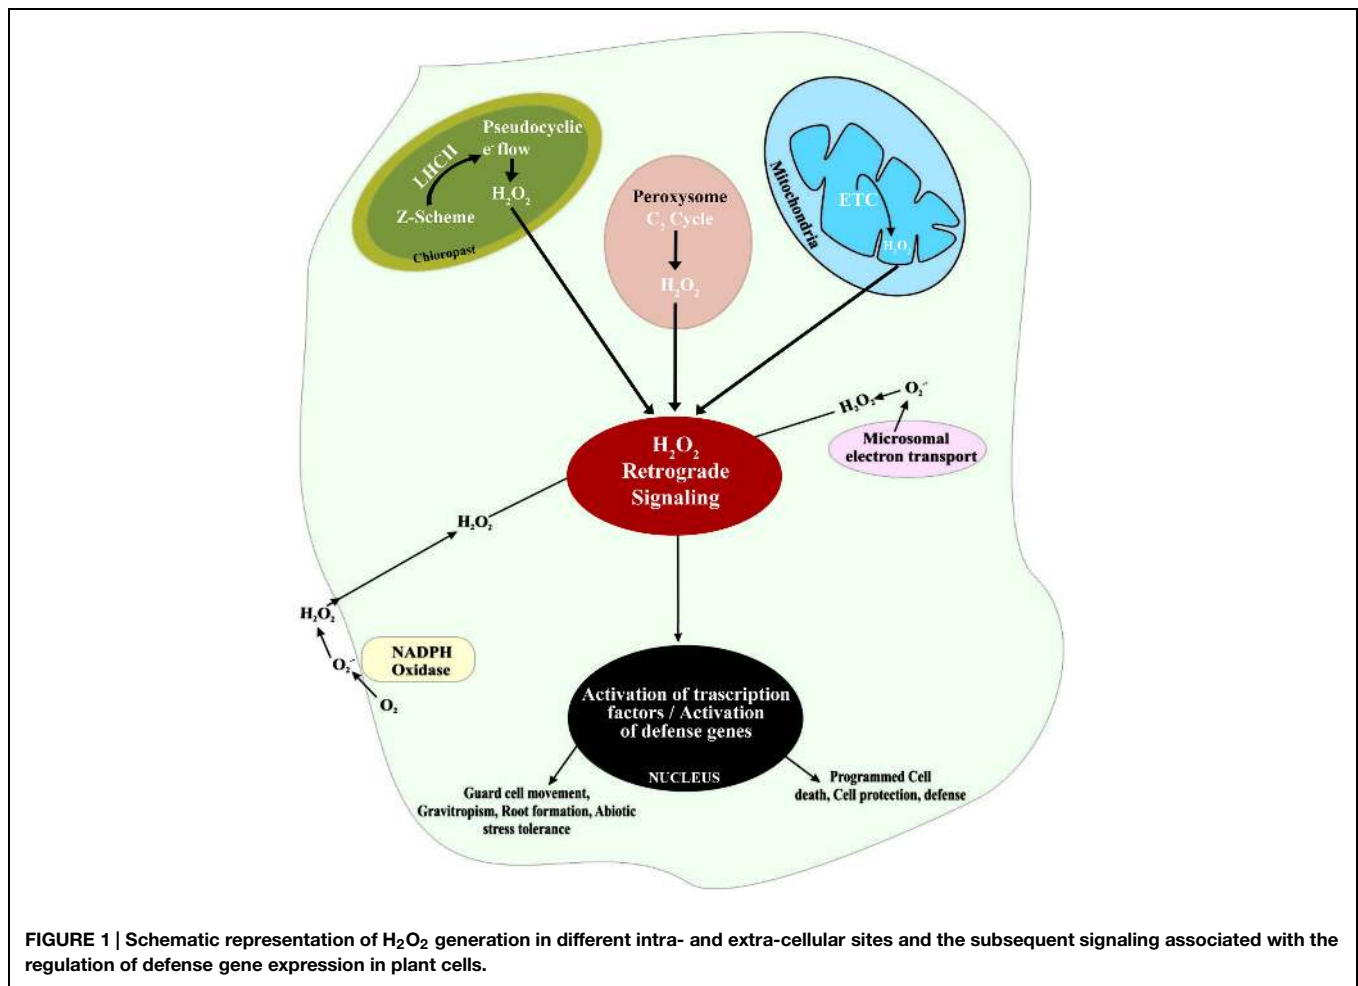 Pseudocyclic
e⁻ flow
LHCII
H₂O₂
Z-Scheme
Chloropast
Peroxysome
C₂ Cycle
H₂O₂
Mitochondria
ETC
H₂O₂
H₂O₂
O₂·⁻
Microsomal
electron transport
H₂O₂
Retrograde
Signaling
H₂O₂
H₂O₂
O₂·⁻
O₂
NADPH
Oxidase
Activation of trascription
factors / Activation
of defense genes
NUCLEUS
Guard cell movement,
Gravitropism, Root formation, Abiotic
stress tolerance
Programmed Cell
death, Cell protection, defense
FIGURE 1 | Schematic representation of H₂O₂ generation in different intra- and extra-cellular sites and the subsequent signaling associated with the
regulation of defense gene expression in plant cells.